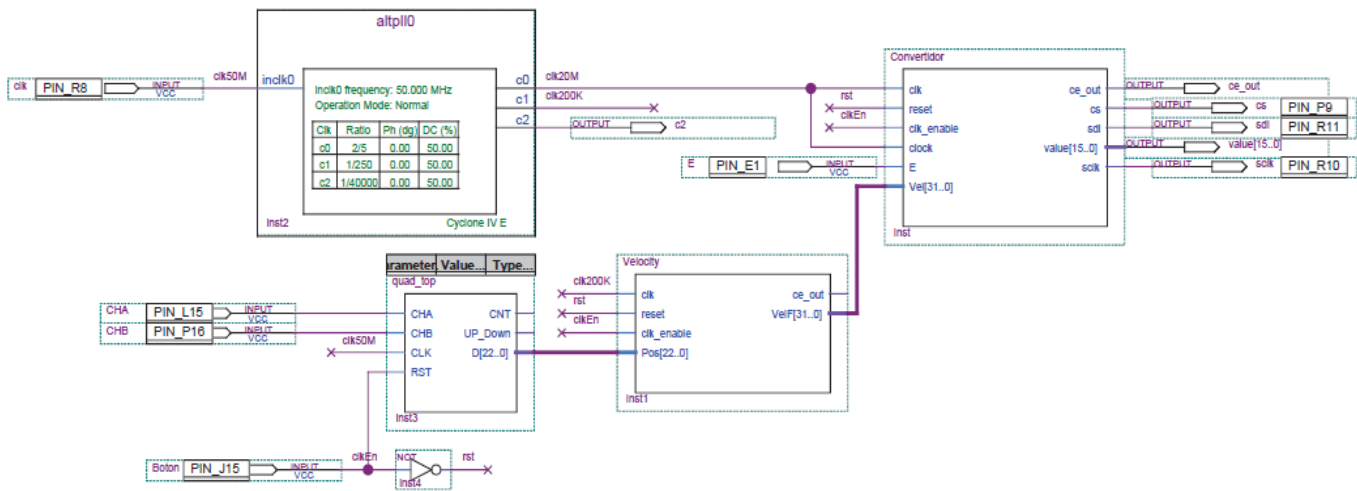 altpll0
clk PIN_R8 INPUT VCC clk50M inclk0
Inclk0 frequency: 50.000 MHz
Operation Mode: Normal
Clk Ratio Ph (dg) DC (%)
c0 2/5 0.00 50.00
c1 1/250 0.00 50.00
c2 1/40000 0.00 50.00
Inst2 Cyclone IV E
c0 clk20M
c1 clk200K
c2 OUTPUT c2
Convertidor
clk ce_out OUTPUT ce_out
rst reset cs OUTPUT cs PIN_P9
clkEn clk_enable sdi OUTPUT sdi PIN_R11
clock value[15..0] OUTPUT value[15..0]
E PIN_E1 INPUT VCC E sclk OUTPUT sclk PIN_R10
Vel[31..0]
Inst
arameter Value... Type...
quad_top
CHA PIN_L15 INPUT VCC CHA CNT
CHB PIN_P16 INPUT VCC CHB UP_Down
clk50M CLK D[22..0]
RST
Inst3
Velocity
clk200K clk ce_out
rst reset VelF[31..0]
clkEn clk_enable
Pos[22..0]
Inst1
Boton PIN_J15 INPUT VCC clkEn NOT rst
Inst4